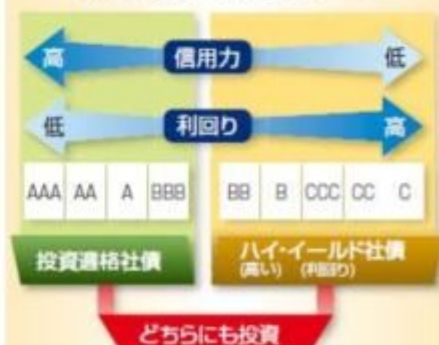 高 信用力 低
低 利回り 高
AAA AA A BBB BB B CCC CC C
投資適格社債 ハイ・イールド社債
(高い) (利回り)
どちらにも投資